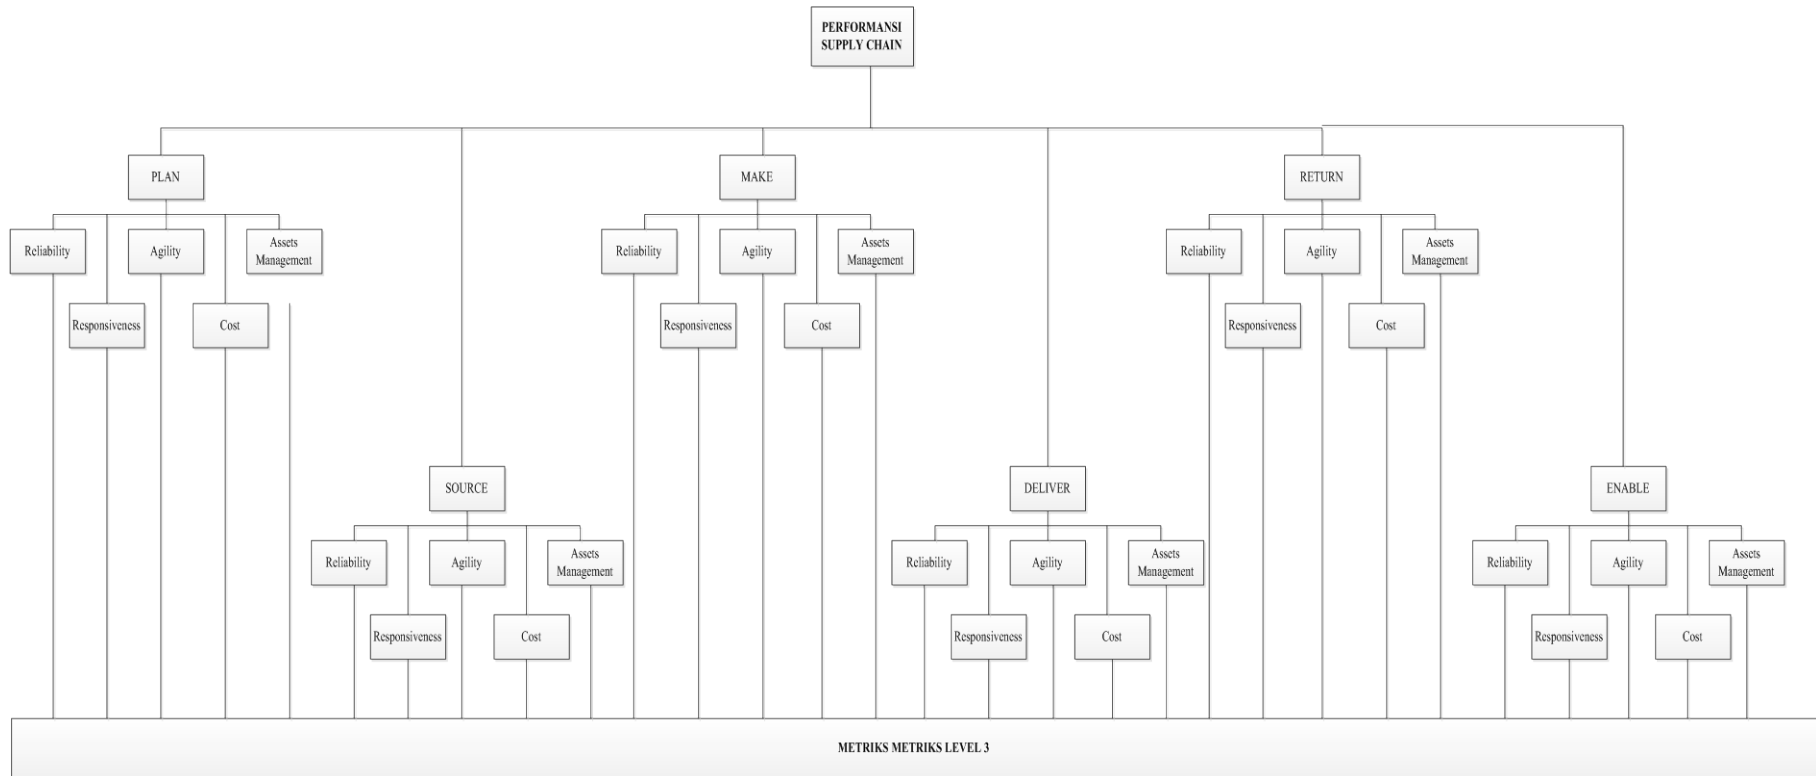 PERFORMANSI
SUPPLY CHAIN
PLAN
MAKE
RETURN
Reliability
Agility
Assets
Management
Reliability
Agility
Assets
Management
Reliability
Agility
Assets
Management
Responsiveness
Cost
Responsiveness
Cost
Responsiveness
Cost
SOURCE
DELIVER
ENABLE
Reliability
Agility
Assets
Management
Reliability
Agility
Assets
Management
Reliability
Agility
Assets
Management
Responsiveness
Cost
Responsiveness
Cost
Responsiveness
Cost
METRIKS METRIKS LEVEL 3